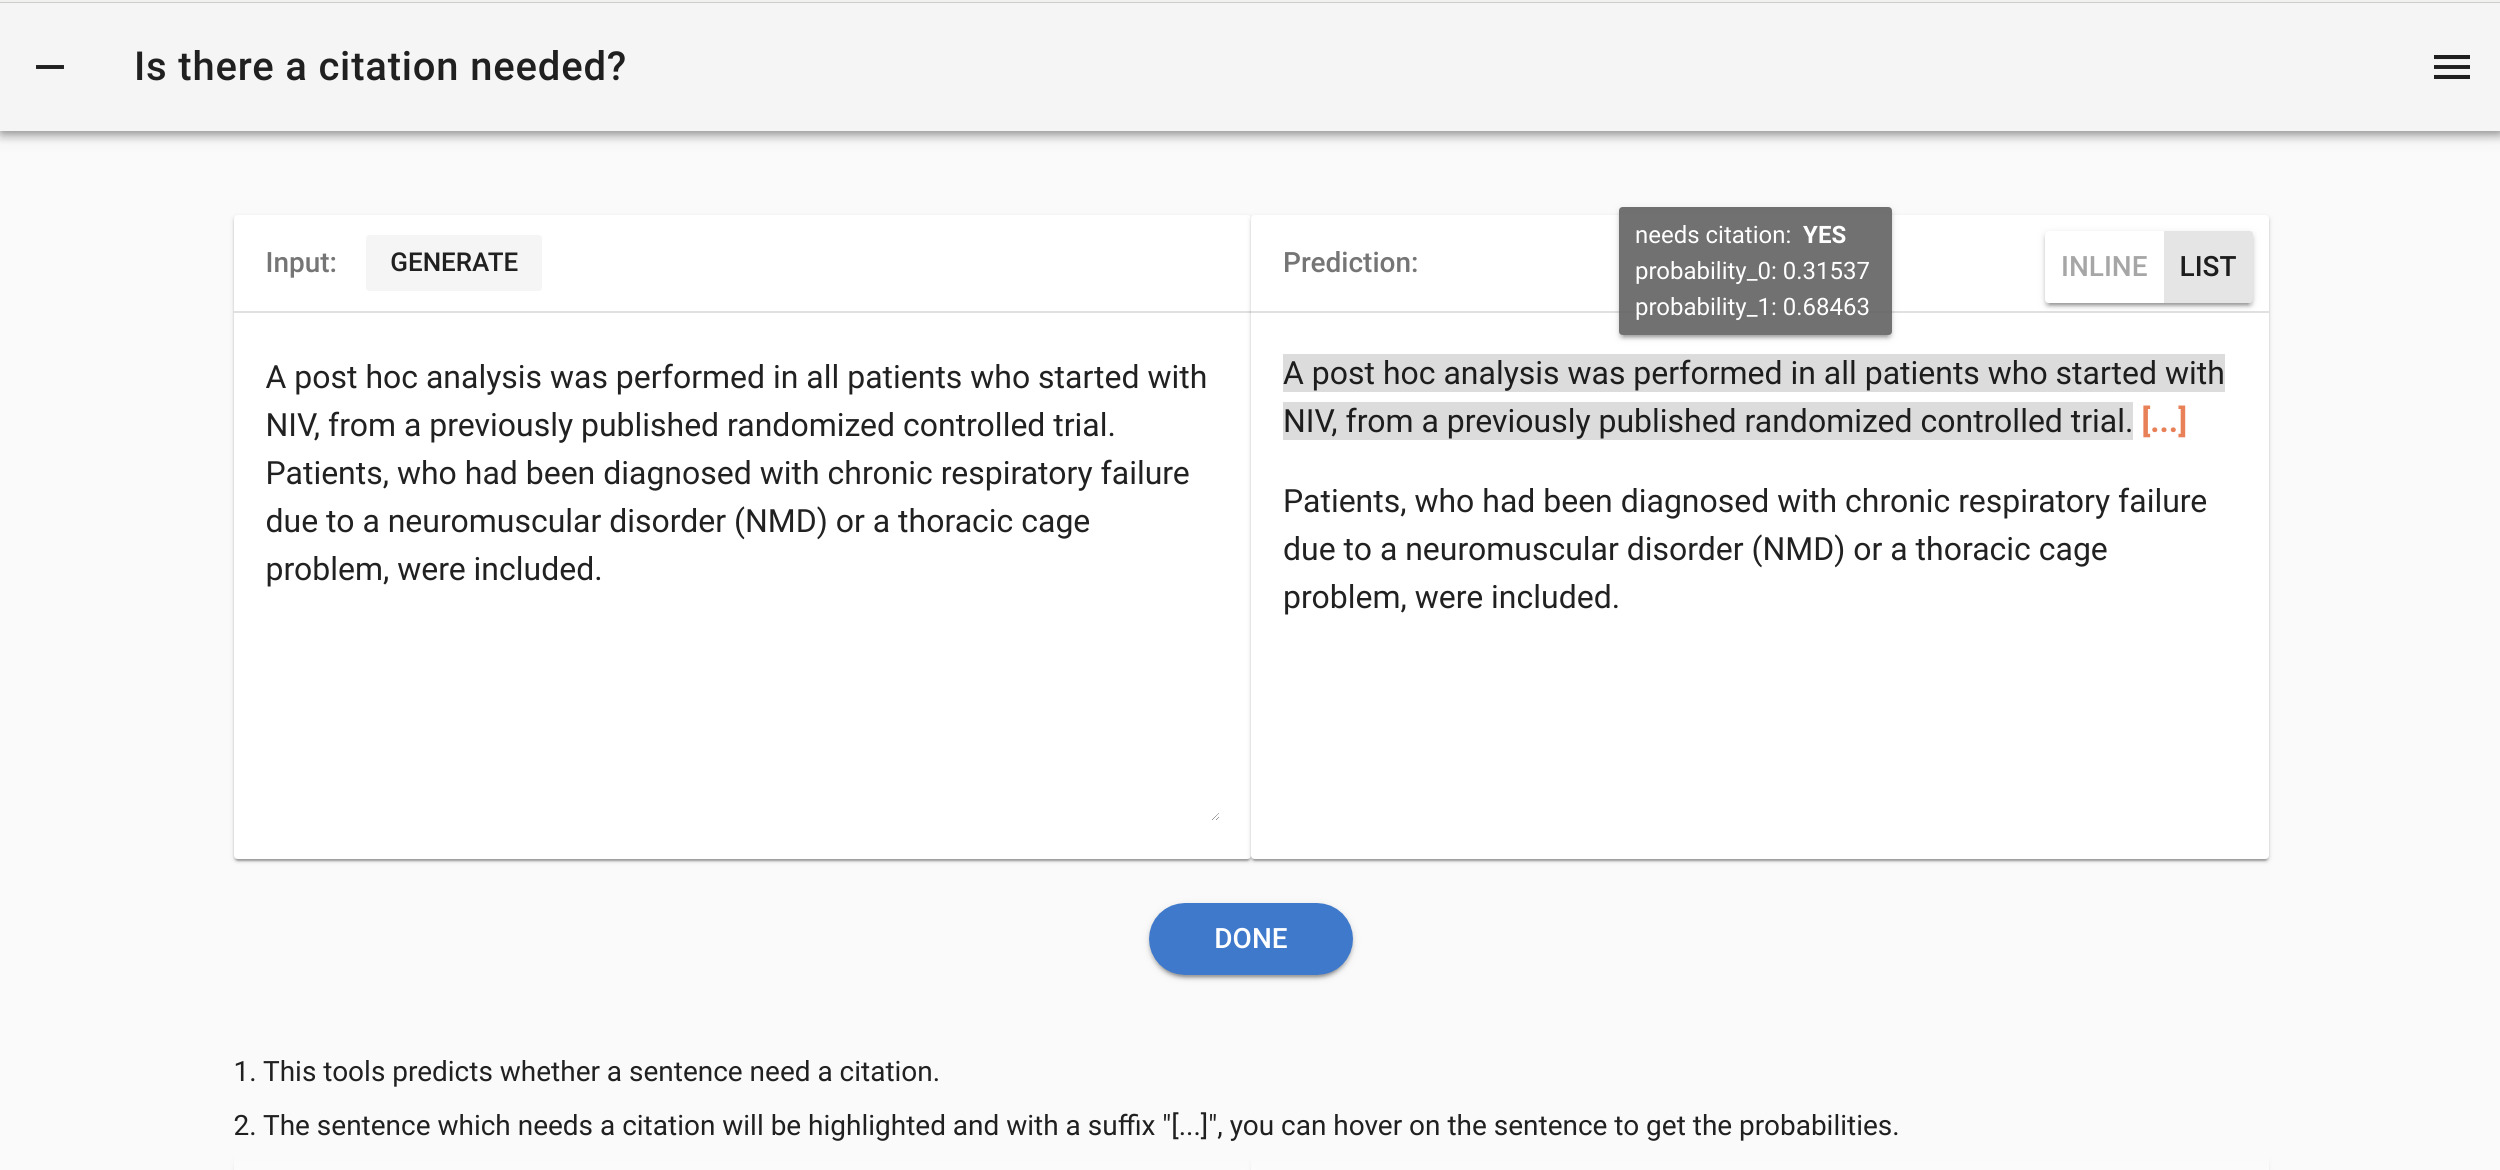 Is there a citation needed?
Input:
GENERATE
A post hoc analysis was performed in all patients who started with
NIV, from a previously published randomized controlled trial.
Patients, who had been diagnosed with chronic respiratory failure
due to a neuromuscular disorder (NMD) or a thoracic cage
problem, were included.
Prediction:
needs citation: YES
probability_0: 0.31537
probability_1: 0.68463
INLINE
LIST
A post hoc analysis was performed in all patients who started with
NIV, from a previously published randomized controlled trial. [...]
Patients, who had been diagnosed with chronic respiratory failure
due to a neuromuscular disorder (NMD) or a thoracic cage
problem, were included.
DONE
1. This tools predicts whether a sentence need a citation.
2. The sentence which needs a citation will be highlighted and with a suffix "[...]", you can hover on the sentence to get the probabilities.